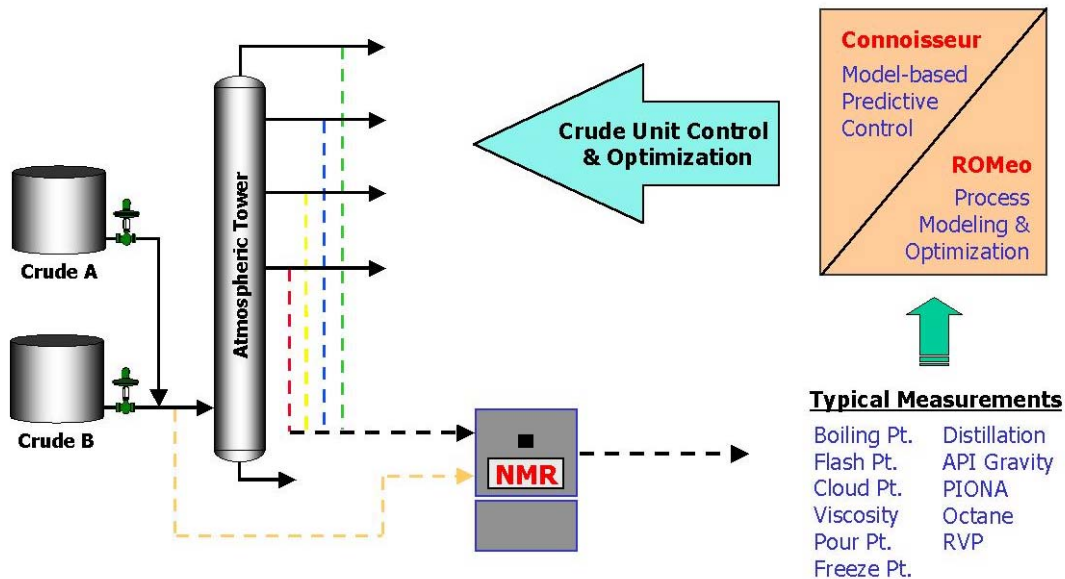 Connoisseur
Model-based
Predictive
Control
ROMeo
Process
Modeling &
Optimization
Crude Unit Control
& Optimization
Atmospheric Tower
Crude A
Crude B
NMR
Typical Measurements
Boiling Pt. Distillation
Flash Pt. API Gravity
Cloud Pt. PIONA
Viscosity Octane
Pour Pt. RVP
Freeze Pt.